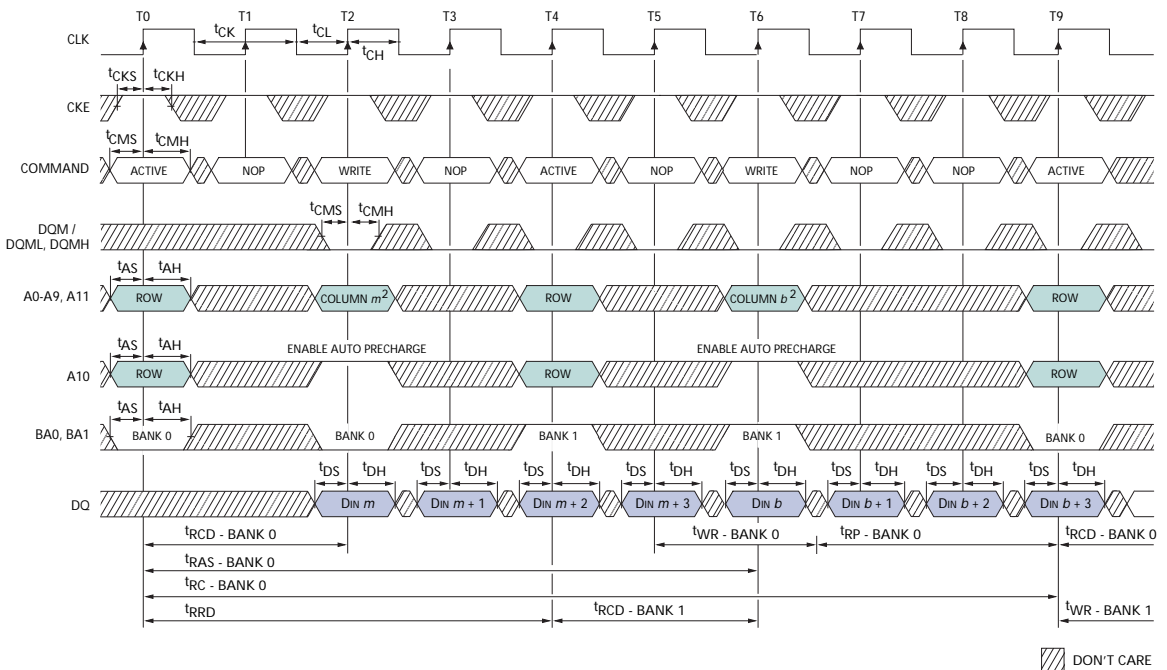 T0 T1 T2 T3 T4 T5 T6 T7 T8 T9
CLK
tCK tCL
tCH
tCKS tCKH
CKE
tCMS tCMH
COMMAND ACTIVE NOP WRITE NOP ACTIVE NOP WRITE NOP NOP ACTIVE
tCMS tCMH
DQM /
DQML, DQMH
tAS tAH
A0-A9, A11 ROW COLUMN m2 ROW COLUMN b2 ROW
ENABLE AUTO PRECHARGE ENABLE AUTO PRECHARGE
tAS tAH
A10 ROW ROW ROW
tAS tAH
BA0, BA1 BANK 0 BANK 0 BANK 1 BANK 1 BANK 0
tDS tDH tDS tDH tDS tDH tDS tDH tDS tDH tDS tDH tDS tDH tDS tDH
DQ DIN m DIN m + 1 DIN m + 2 DIN m + 3 DIN b DIN b + 1 DIN b + 2 DIN b + 3
tRCD - BANK 0 tWR - BANK 0 tRP - BANK 0 tRCD - BANK 0
tRAS - BANK 0
tRC - BANK 0
tRRD tRCD - BANK 1 tWR - BANK 1
DON'T CARE